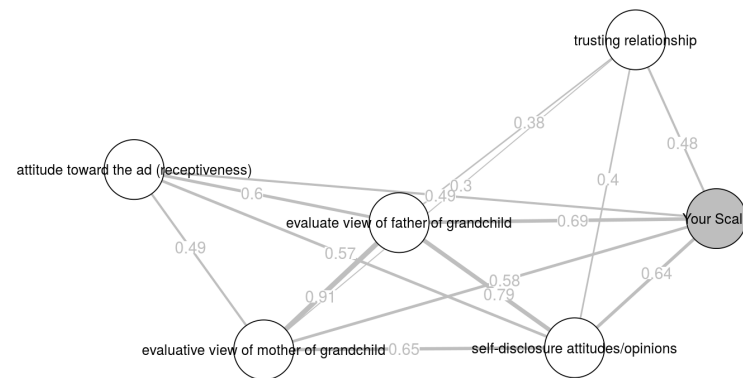 trusting relationship
0.38
0.48
attitude toward the ad (receptiveness)
0.3
0.4
0.6
0.49
evaluate view of father of grandchild
0.69
Your Scal
0.49
0.57
0.58
0.64
0.91
0.79
evaluative view of mother of grandchild
0.65
self-disclosure attitudes/opinions